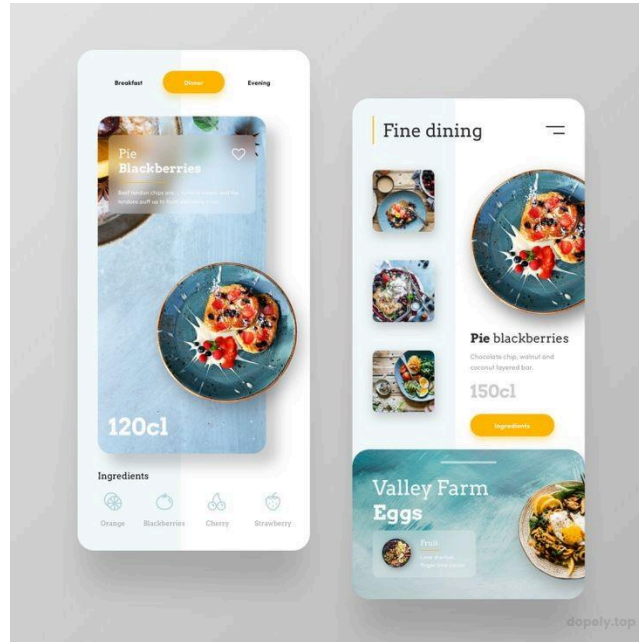 Breakfast
Dinner
Evening
Pie
Blackberries
120cl
Ingredients
Orange
Blackberries
Cherry
Strawberry
Fine dining
Pie blackberries
Chocolate chip, walnut and
coconut layered bar.
150cl
Ingredients
Valley Farm
Eggs
Fruit
dopely.top